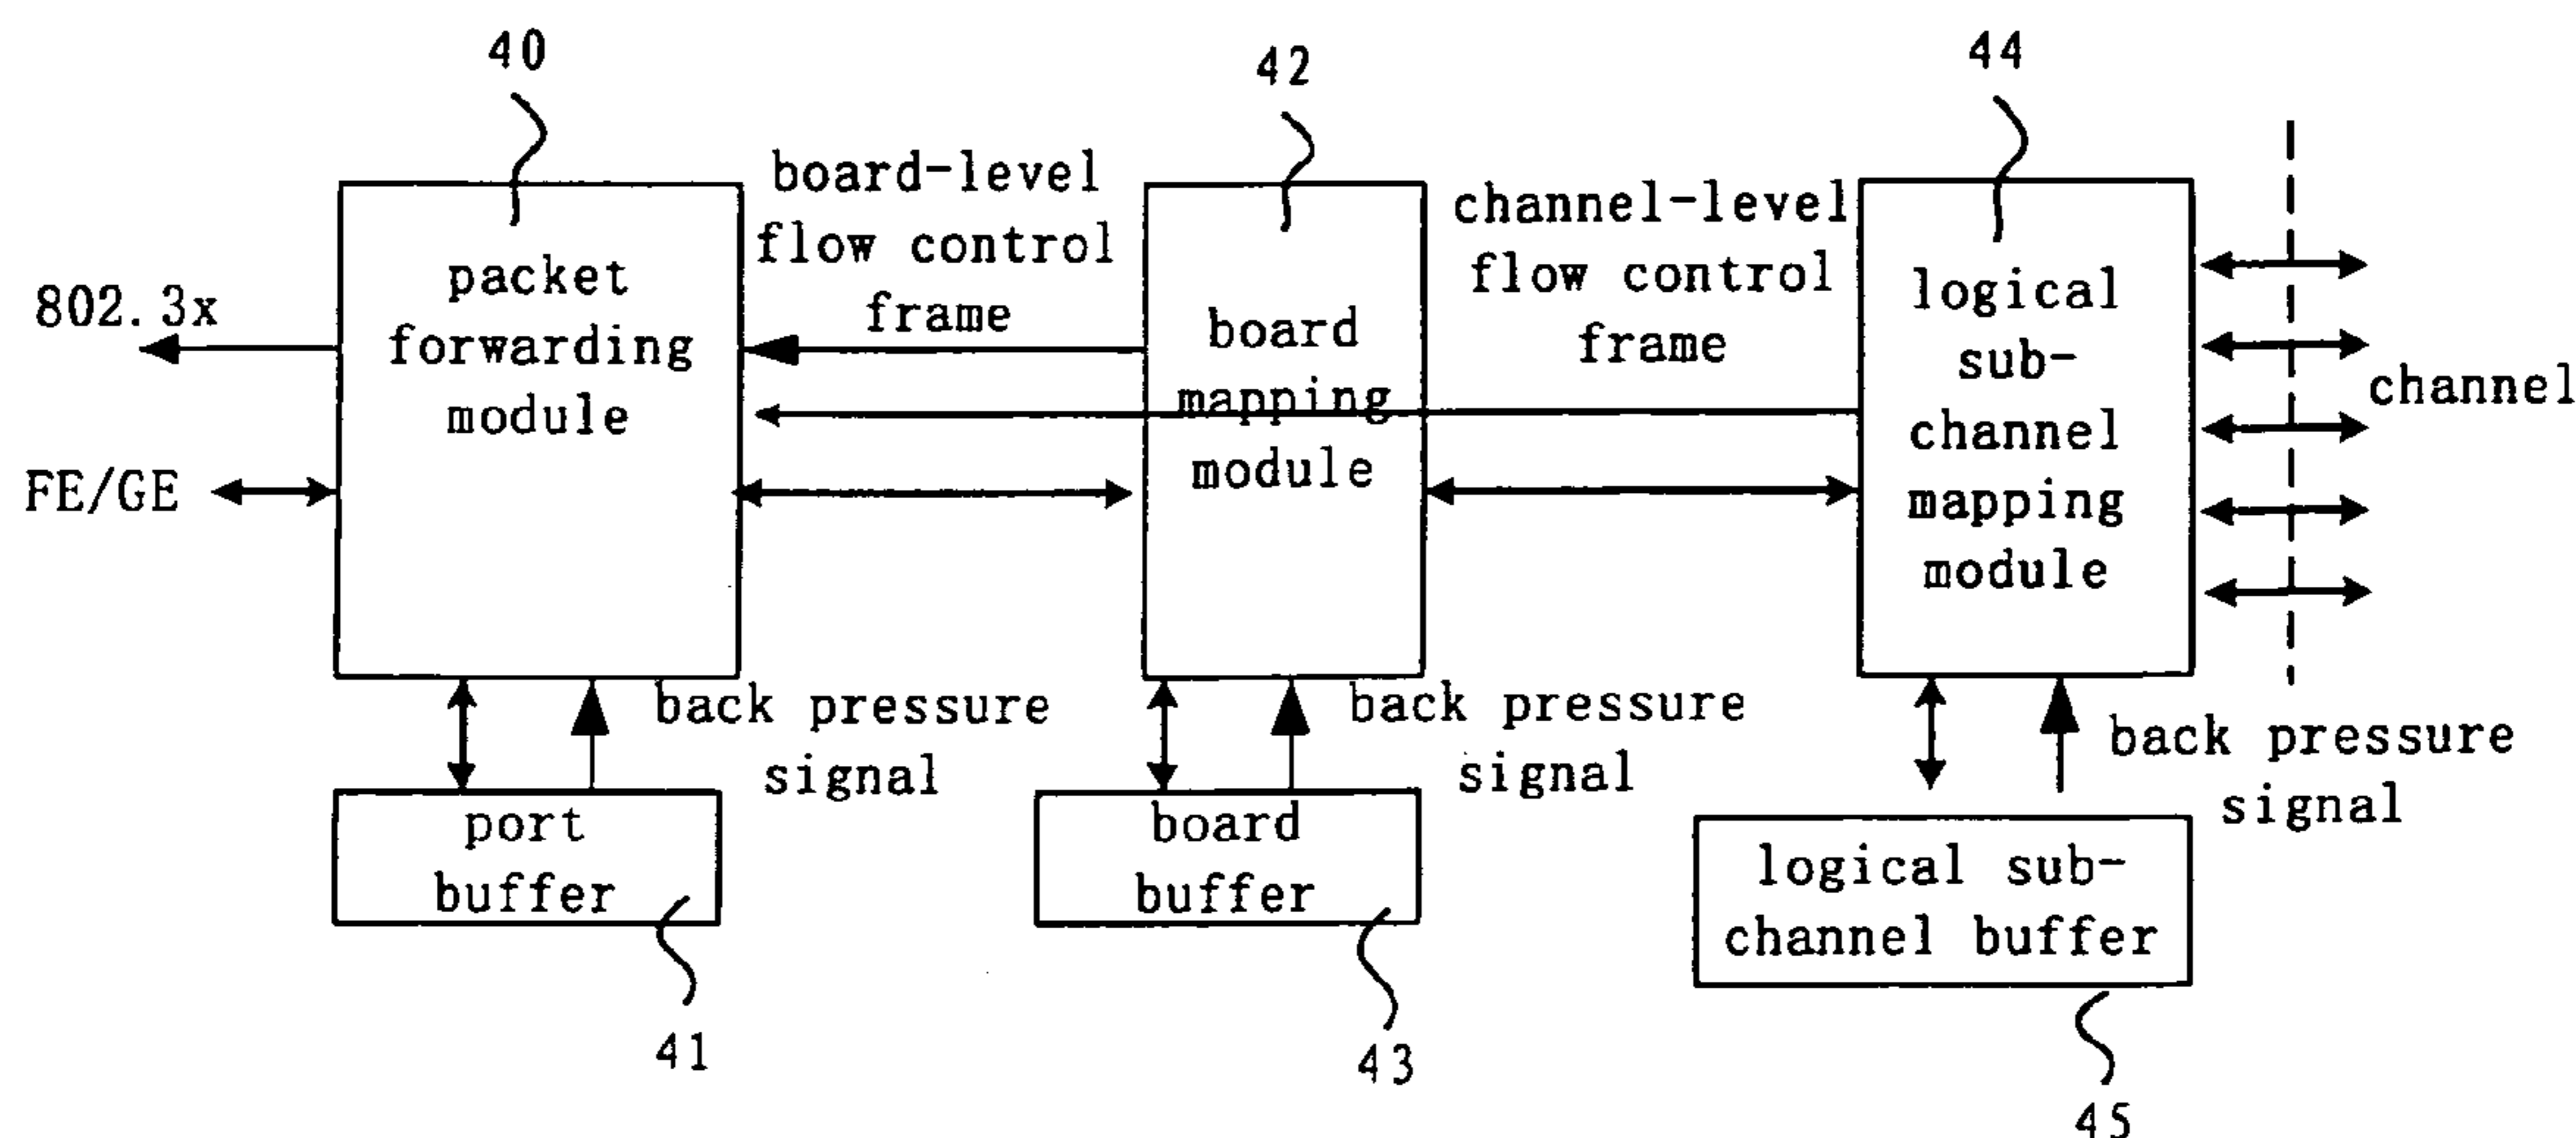 40
42
44
board-level
flow control
frame
channel-level
flow control
frame
802.3x
FE/GE
packet
forwarding
module
board
mapping
module
logical
sub-
channel
mapping
module
channel
back pressure
signal
back pressure
signal
back pressure
signal
port
buffer
board
buffer
logical sub-
channel buffer
41
43
45